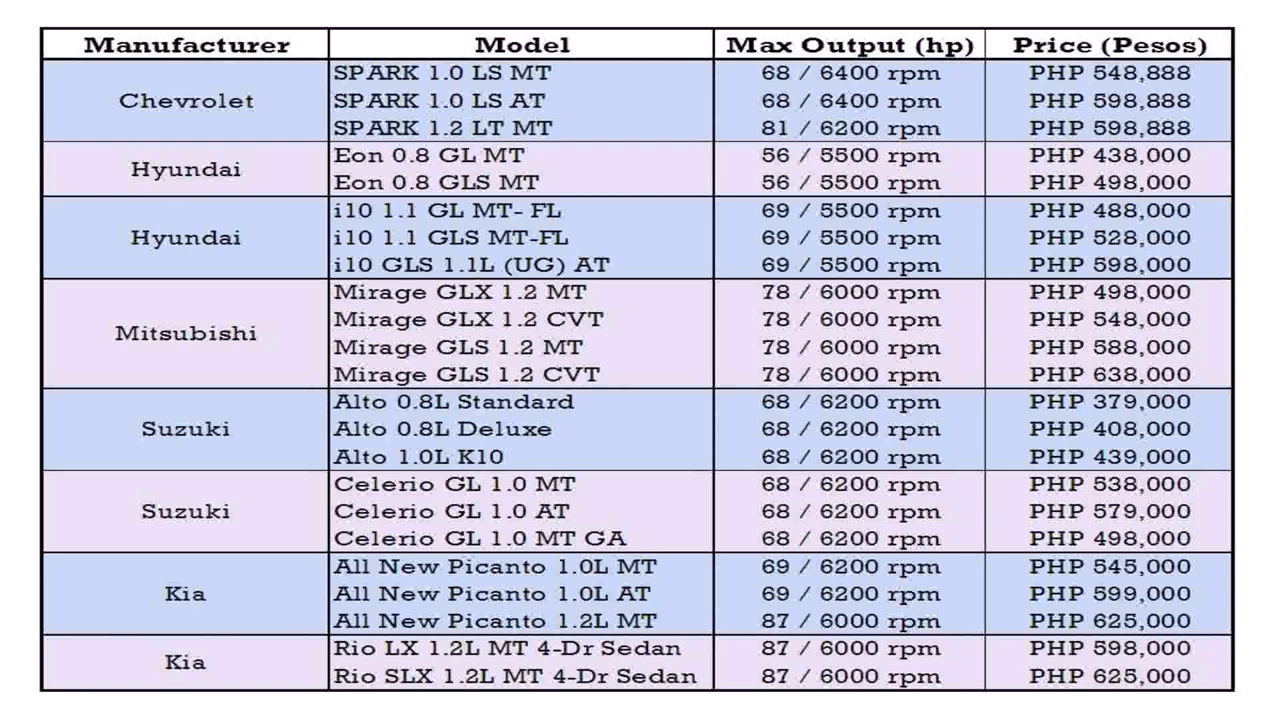 Manufacturer Model Max Output (hp) Price (Pesos)
SPARK 1.0 LS MT 68 / 6400 rpm PHP 548,888
Chevrolet SPARK 1.0 LS AT 68 / 6400 rpm PHP 598,888
SPARK 1.2 LT MT 81 / 6200 rpm PHP 598,888
Hyundai Eon 0.8 GL MT 56 / 5500 rpm PHP 438,000
Eon 0.8 GLS MT 56 / 5500 rpm PHP 498,000
i10 1.1 GL MT- FL 69 / 5500 rpm PHP 488,000
Hyundai i10 1.1 GLS MT-FL 69 / 5500 rpm PHP 528,000
i10 GLS 1.1L (UG) AT 69 / 5500 rpm PHP 598,000
Mirage GLX 1.2 MT 78 / 6000 rpm PHP 498,000
Mitsubishi Mirage GLX 1.2 CVT 78 / 6000 rpm PHP 548,000
Mirage GLS 1.2 MT 78 / 6000 rpm PHP 588,000
Mirage GLS 1.2 CVT 78 / 6000 rpm PHP 638,000
Alto 0.8L Standard 68 / 6200 rpm PHP 379,000
Suzuki Alto 0.8L Deluxe 68 / 6200 rpm PHP 408,000
Alto 1.0L K10 68 / 6200 rpm PHP 439,000
Celerio GL 1.0 MT 68 / 6200 rpm PHP 538,000
Suzuki Celerio GL 1.0 AT 68 / 6200 rpm PHP 579,000
Celerio GL 1.0 MT GA 68 / 6200 rpm PHP 498,000
All New Picanto 1.0L MT 69 / 6200 rpm PHP 545,000
Kia All New Picanto 1.0L AT 69 / 6200 rpm PHP 599,000
All New Picanto 1.2L MT 87 / 6000 rpm PHP 625,000
Kia Rio LX 1.2L MT 4-Dr Sedan 87 / 6000 rpm PHP 598,000
Rio SLX 1.2L MT 4-Dr Sedan 87 / 6000 rpm PHP 625,000